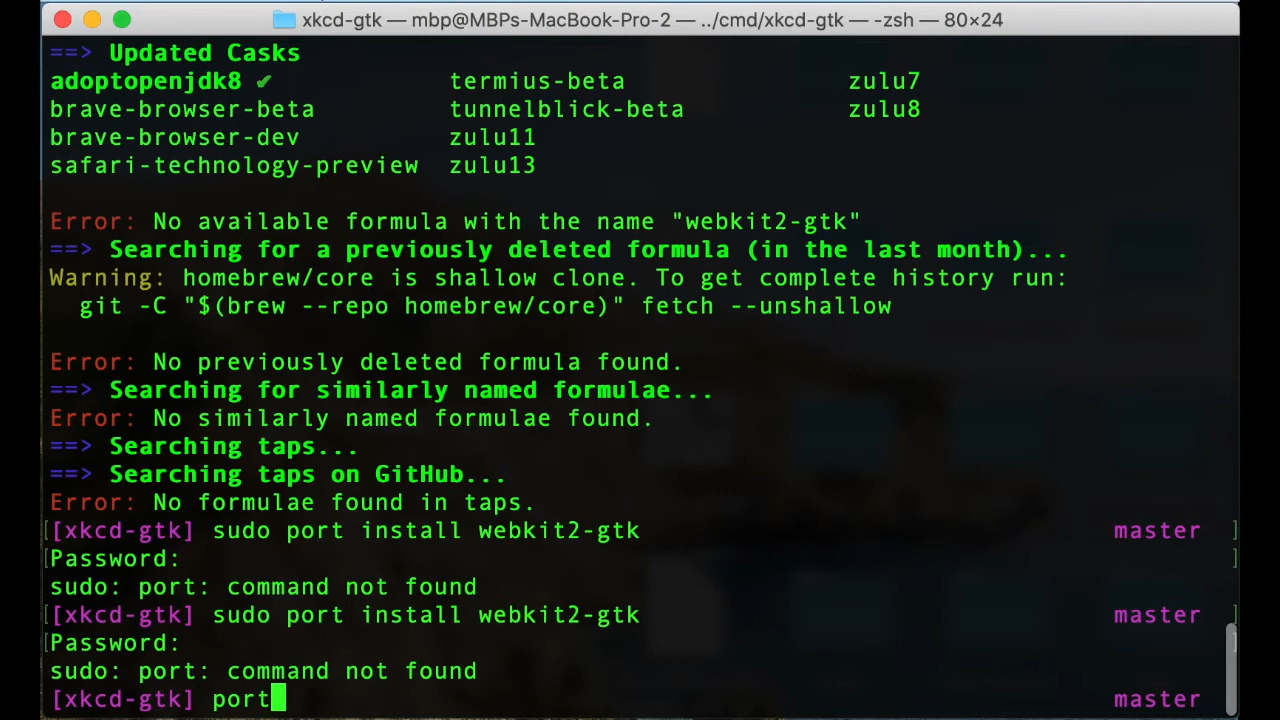 xkcd-gtk — mbp@MBPs-MacBook-Pro-2 — ../cmd/xkcd-gtk — -zsh — 80×24
==> Updated Casks
adoptopenjdk8 ✔ termius-beta zulu7
brave-browser-beta tunnelblick-beta zulu8
brave-browser-dev zulu11
safari-technology-preview zulu13
Error: No available formula with the name "webkit2-gtk"
==> Searching for a previously deleted formula (in the last month)...
Warning: homebrew/core is shallow clone. To get complete history run:
git -C "$(brew --repo homebrew/core)" fetch --unshallow
Error: No previously deleted formula found.
==> Searching for similarly named formulae...
Error: No similarly named formulae found.
==> Searching taps...
==> Searching taps on GitHub...
Error: No formulae found in taps.
[[xkcd-gtk] sudo port install webkit2-gtk master ]
[Password: ]
sudo: port: command not found
[[xkcd-gtk] sudo port install webkit2-gtk master ]
[Password: ]
sudo: port: command not found
[xkcd-gtk] port master